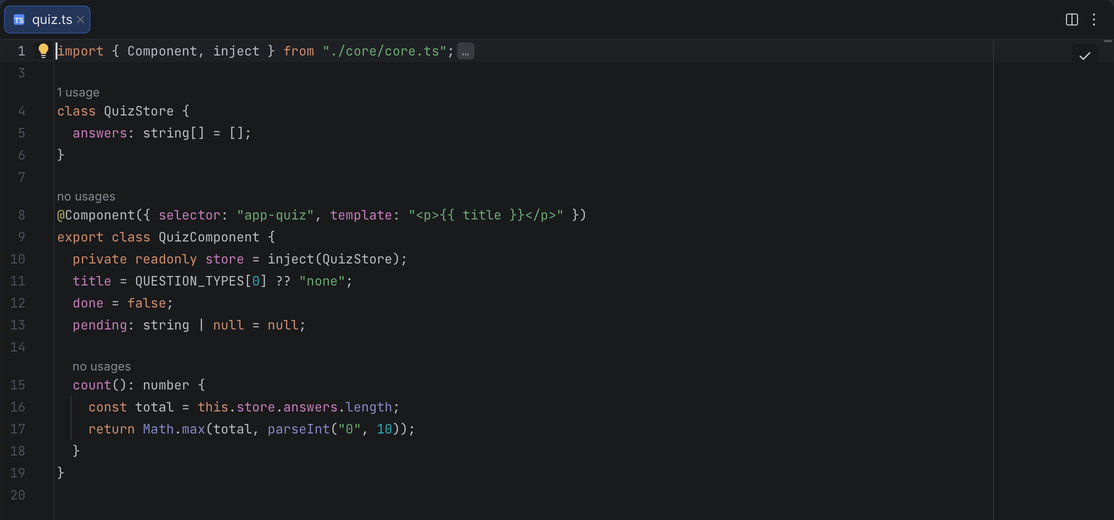 TS quiz.ts
1 import { Component, inject } from "./core/core.ts"; …
3
1 usage
4 class QuizStore {
5   answers: string[] = [];
6 }
7
no usages
8 @Component({ selector: "app-quiz", template: "<p>{{ title }}</p>" })
9 export class QuizComponent {
10   private readonly store = inject(QuizStore);
11   title = QUESTION_TYPES[0] ?? "none";
12   done = false;
13   pending: string | null = null;
14
no usages
15   count(): number {
16     const total = this.store.answers.length;
17     return Math.max(total, parseInt("0", 10));
18   }
19 }
20